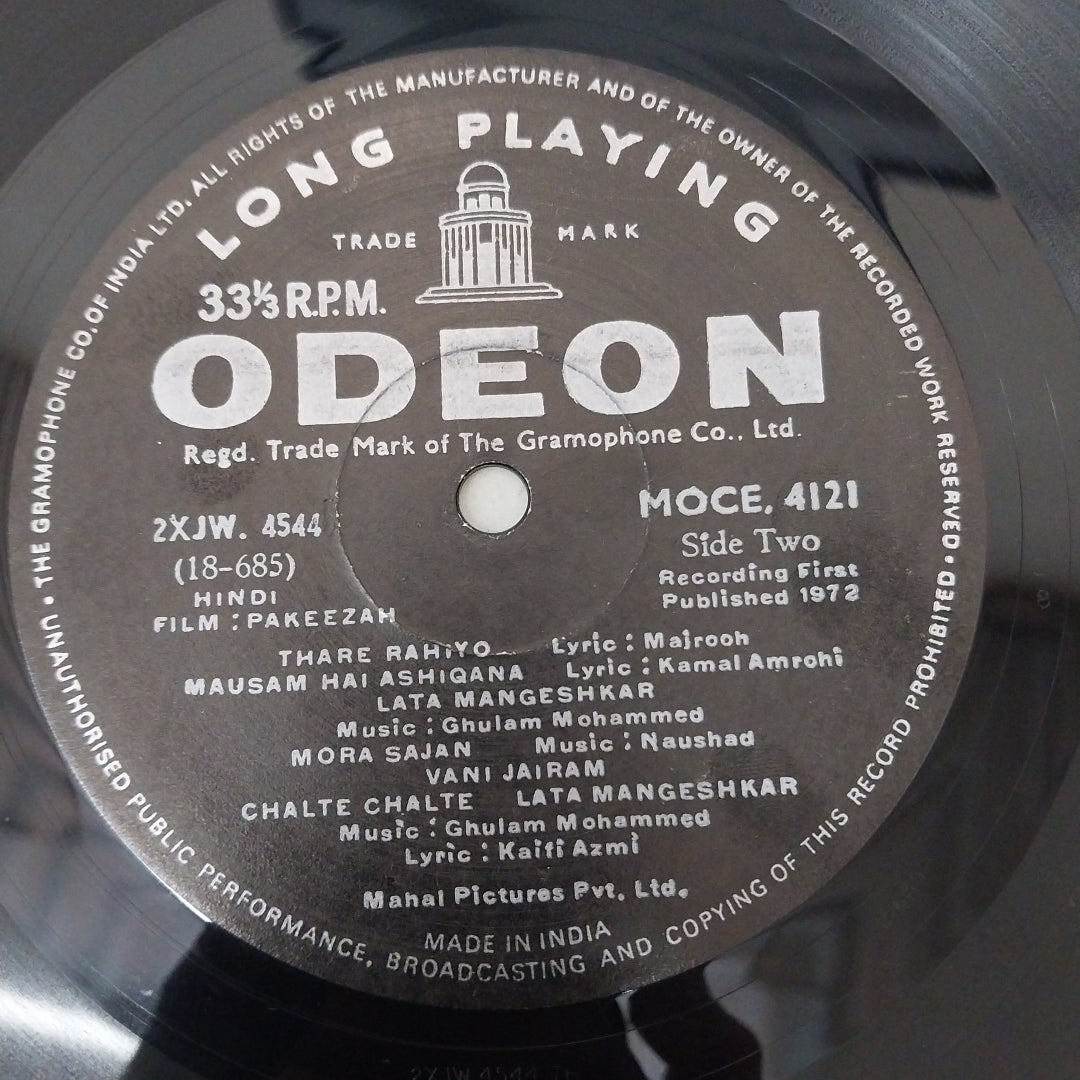 UNAUTHORISED PUBLIC PERFORMANCE, BROADCASTING AND COPYING OF THIS RECORD PROHIBITED • THE GRAMOPHONE CO. OF INDIA LTD. ALL RIGHTS OF THE MANUFACTURER AND OF THE OWNER OF THE RECORDED WORK RESERVED •
LONG PLAYING
TRADE MARK
33⅓ R.P.M.
ODEON
Regd. Trade Mark of The Gramophone Co., Ltd.
2XJW. 4544
MOCE. 4121
(18-685)
Side Two
HINDI
Recording First
FILM : PAKEEZAH
Published 1972
THARE RAHIYO Lyric : Majrooh
MAUSAM HAI ASHIQANA Lyric : Kamal Amrohi
LATA MANGESHKAR
Music : Ghulam Mohammed
MORA SAJAN Music : Naushad
VANI JAIRAM
CHALTE CHALTE LATA MANGESHKAR
Music : Ghulam Mohammed
Lyric : Kaifi Azmi
Mahal Pictures Pvt. Ltd.
MADE IN INDIA
2XJW 4544